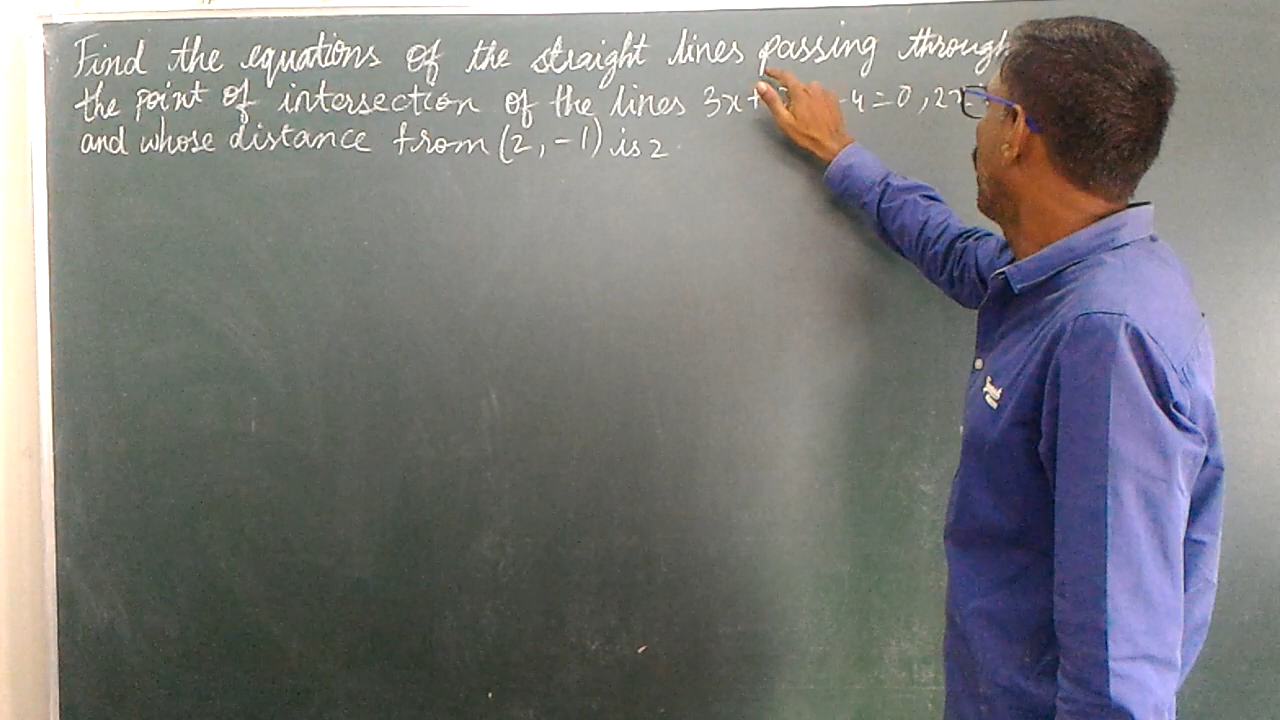 Find the equations of the straight lines passing through
the point of intersection of the lines 3x+ -4=0, 2x
and whose distance from (2, -1) is 2.